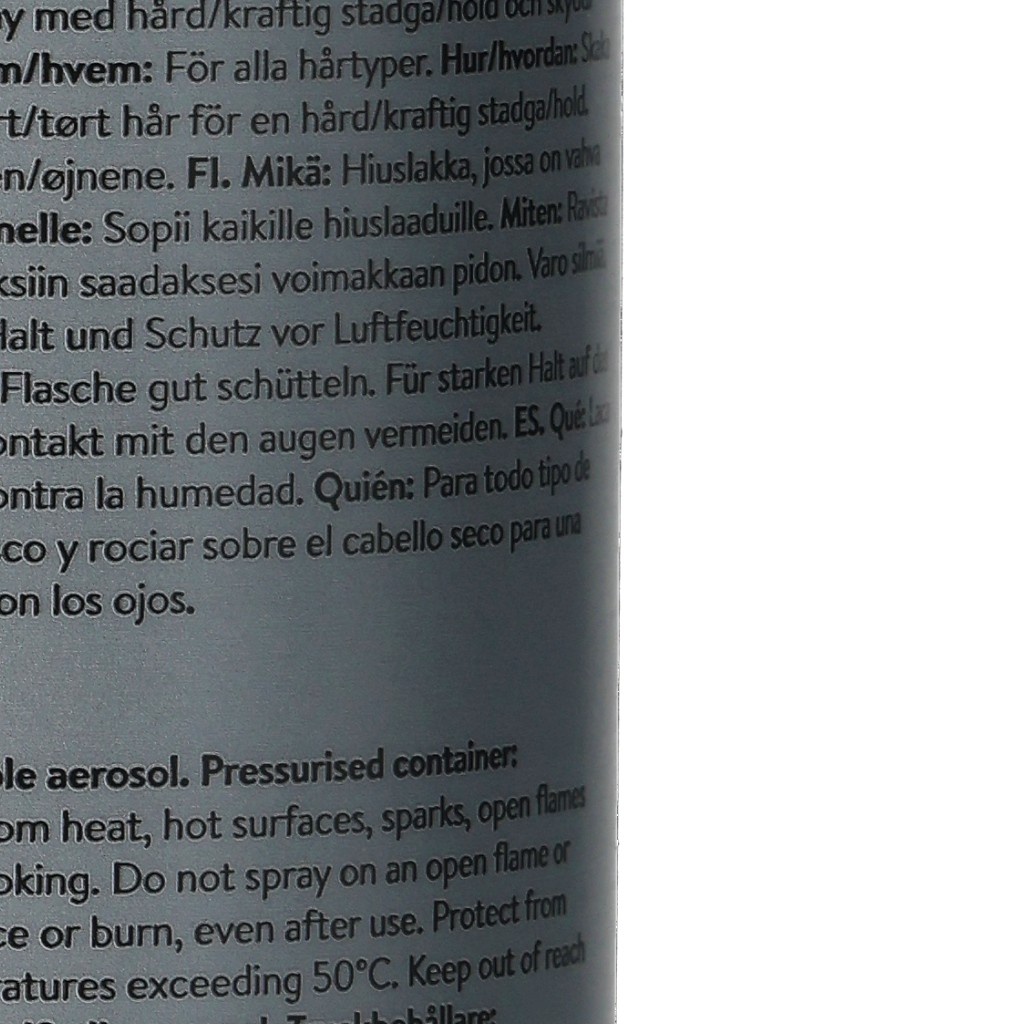 y med hård/kraftig stadga/hold och skydd
m/hvem: För alla hårtyper. Hur/hvordan: Skaka
rt/tørt hår för en hård/kraftig stadga/hold.
en/øjnene. FI. Mikä: Hiuslakka, jossa on vahva
nelle: Sopii kaikille hiuslaaduille. Miten: Ravista
ksiin saadaksesi voimakkaan pidon. Varo silmiä.
Halt und Schutz vor Luftfeuchtigkeit.
Flasche gut schütteln. Für starken Halt auf das
ontakt mit den augen vermeiden. ES. Qué: Laca
ontra la humedad. Quién: Para todo tipo de
co y rociar sobre el cabello seco para una
on los ojos.
ble aerosol. Pressurised container:
om heat, hot surfaces, sparks, open flames
oking. Do not spray on an open flame or
ce or burn, even after use. Protect from
ratures exceeding 50°C. Keep out of reach